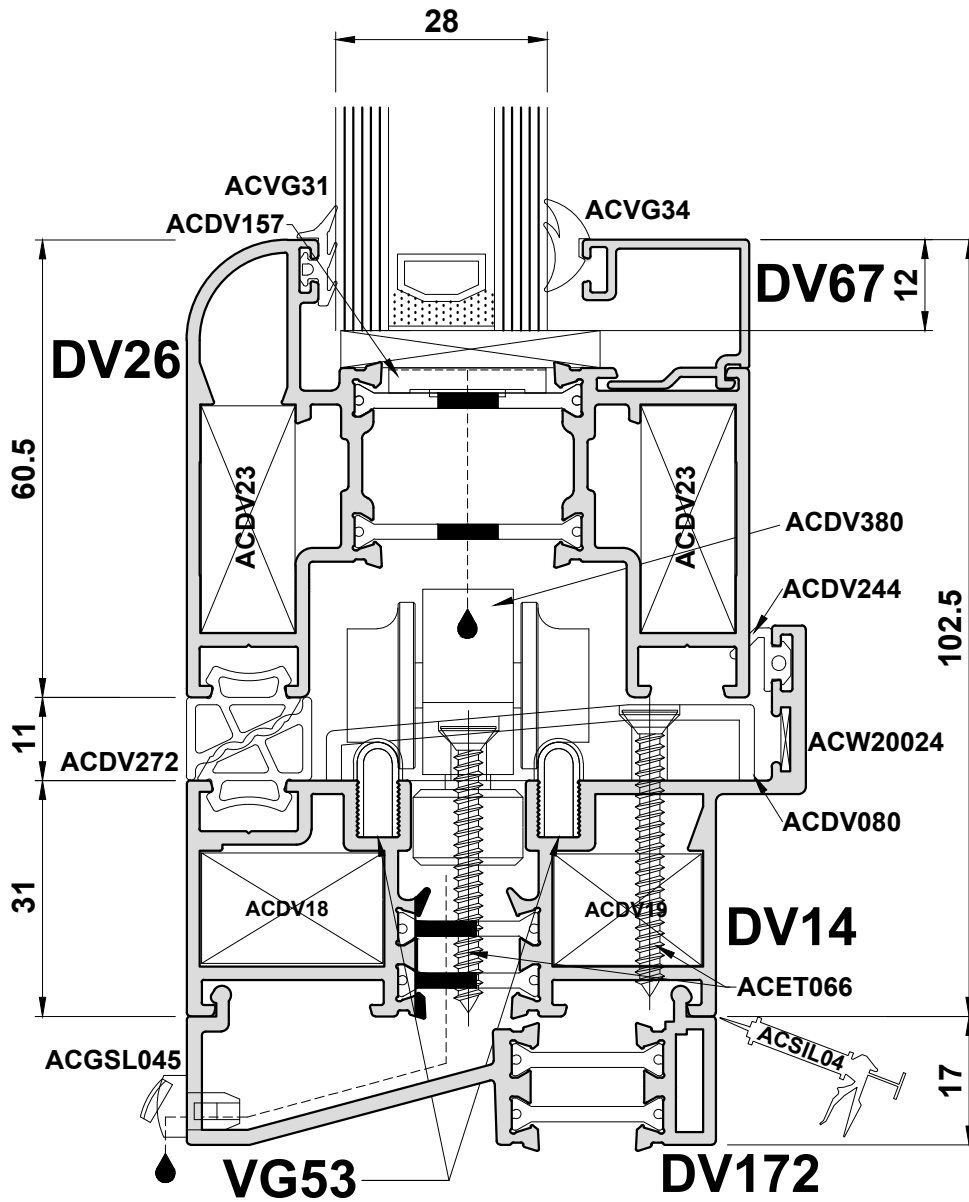 28
ACVG31
ACDV157
ACVG34
DV67
12
DV26
60.5
ACDV23
ACDV23
ACDV380
ACDV244
102.5
11
ACDV272
ACW20024
ACDV080
31
ACDV18
ACDV19
DV14
ACET066
ACGSL045
ACSIL04
17
VG53
DV172